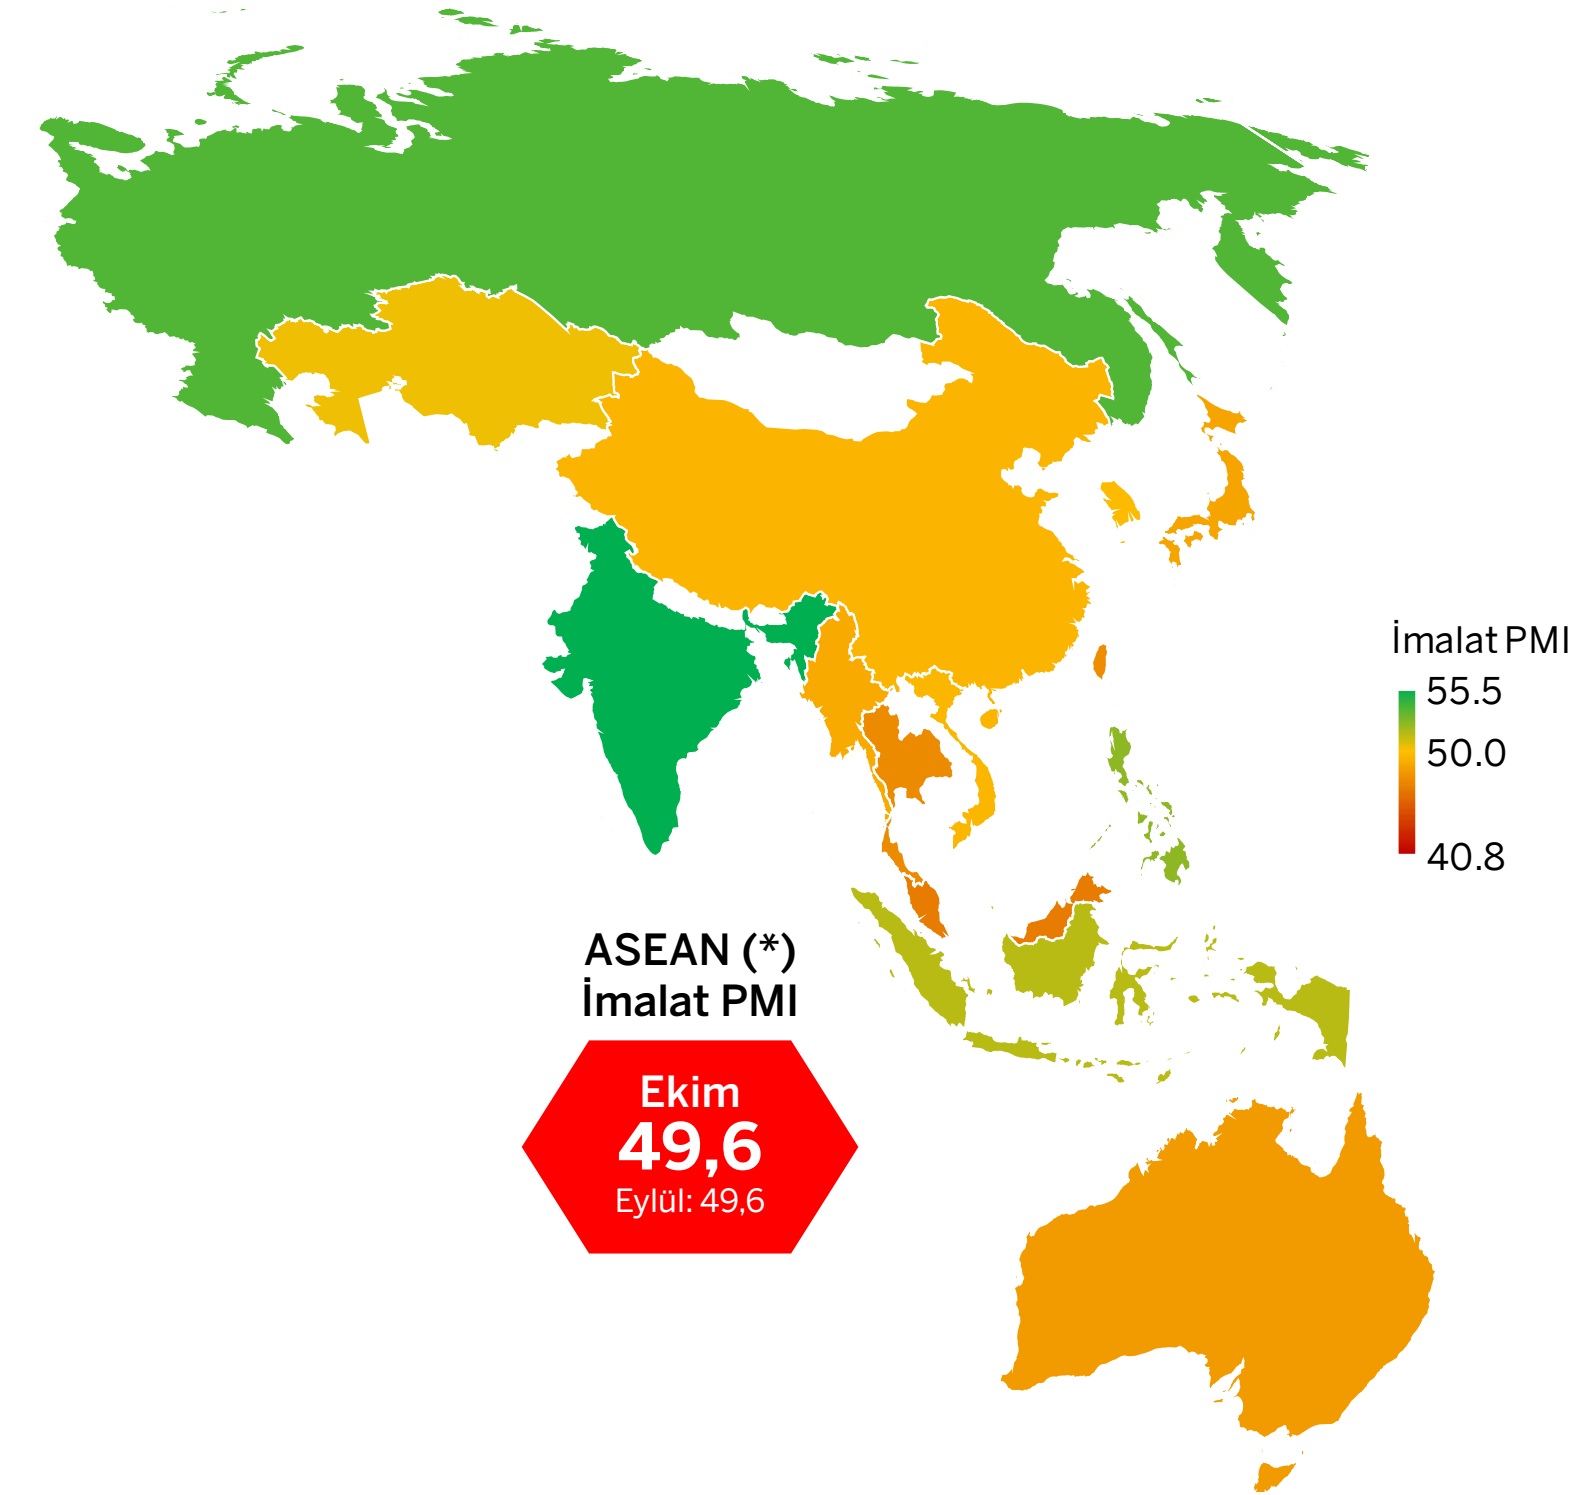 İmalat PMI
55.5
50.0
40.8
ASEAN (*)
İmalat PMI
Ekim
49,6
Eylül: 49,6